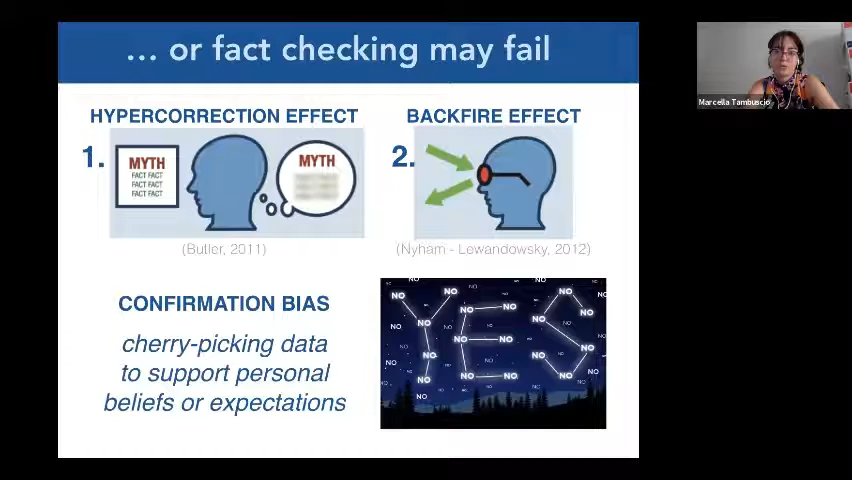 ... or fact checking may fail
HYPERCORRECTION EFFECT
1.
MYTH
FACT FACT
FACT FACT
FACT FACT
MYTH
(Butler, 2011)
BACKFIRE EFFECT
2.
(Nyham - Lewandowsky, 2012)
CONFIRMATION BIAS
cherry-picking data
to support personal
beliefs or expectations
NO NO NO NO NO
NO NO NO NO
NO NO NO NO
NO NO NO
NO NO NO NO
NO
Marcella Tambuscio